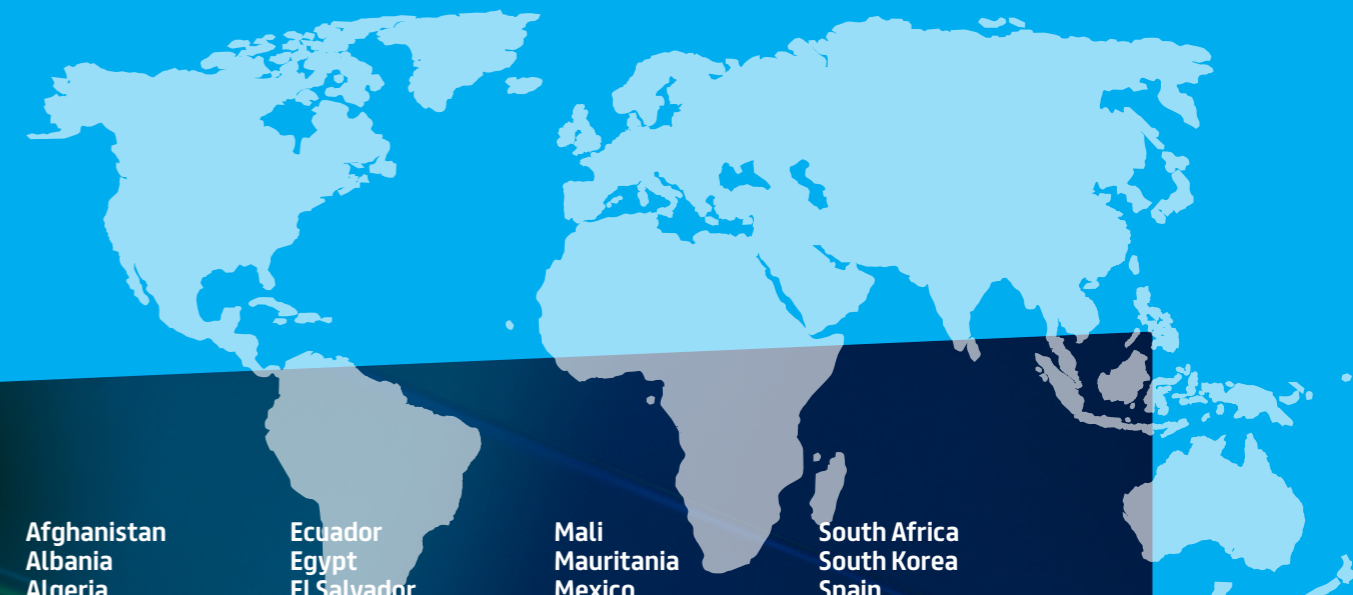 Afghanistan
Albania
Algeria
Ecuador
Egypt
El Salvador
Mali
Mauritania
Mexico
South Africa
South Korea
Spain